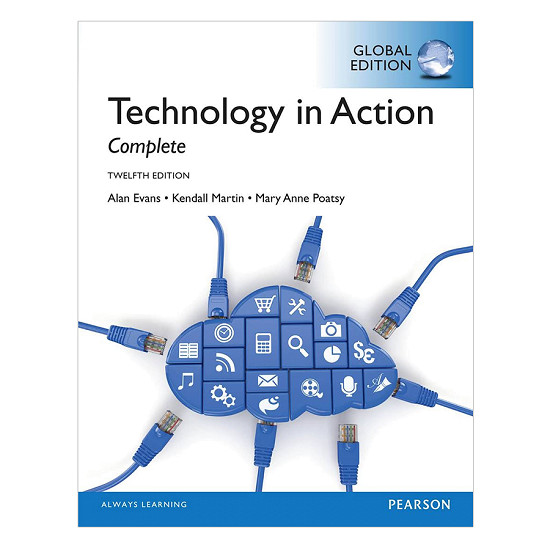 GLOBAL
EDITION
Technology in Action
Complete
TWELFTH EDITION
Alan Evans • Kendall Martin • Mary Anne Poatsy
$£
ALWAYS LEARNING
PEARSON